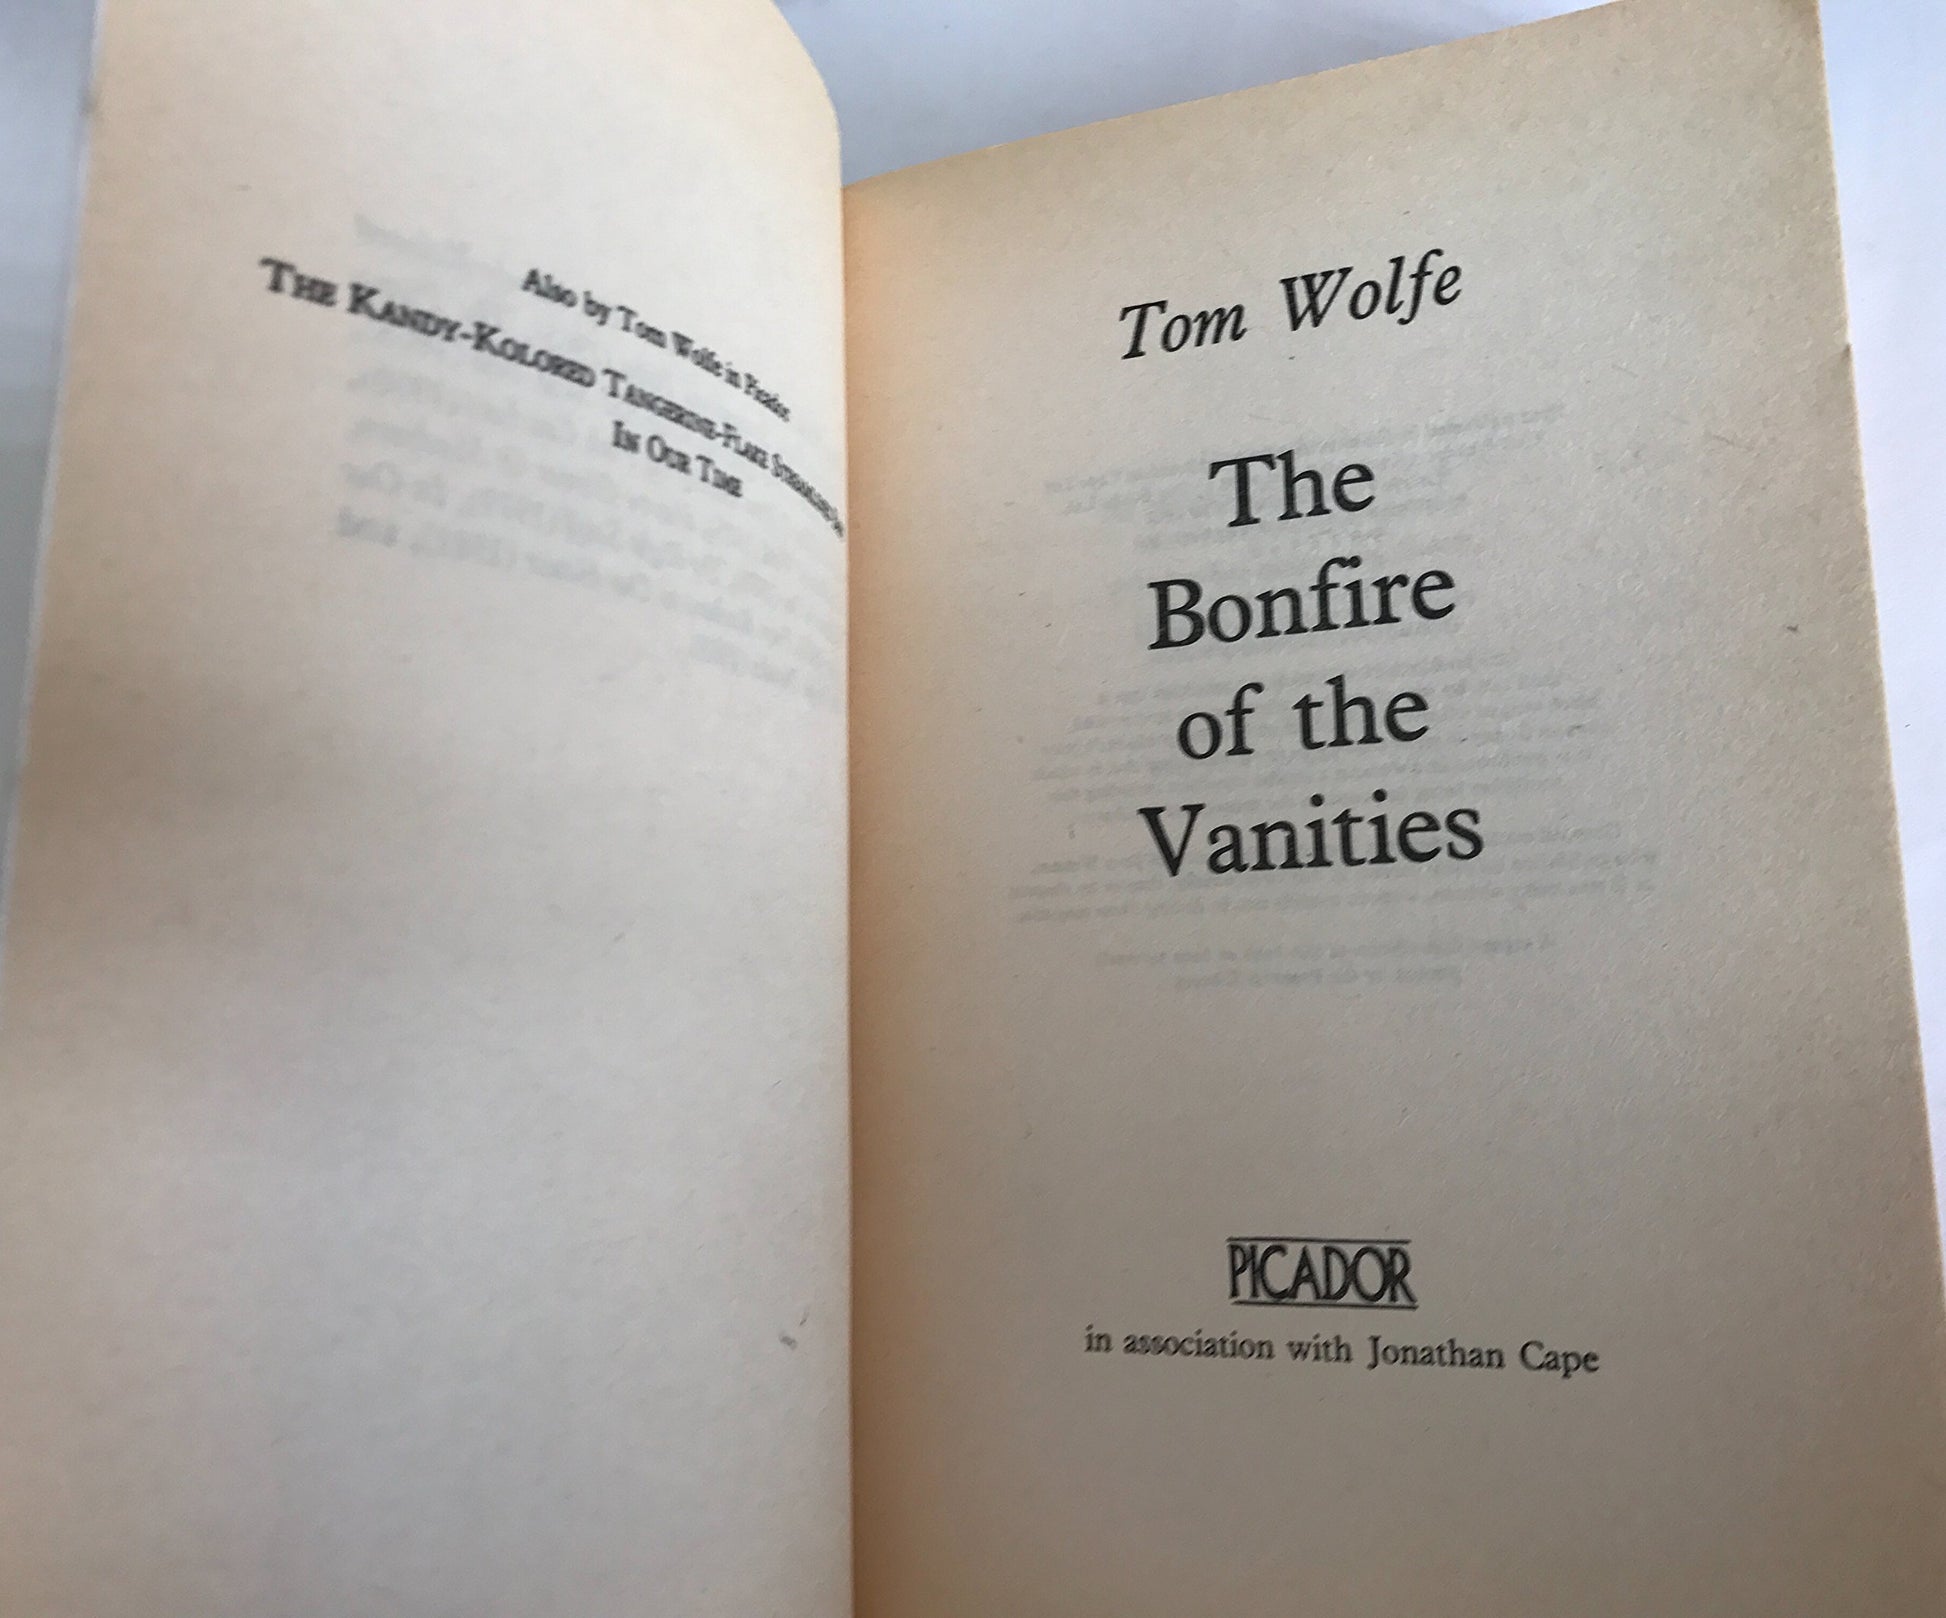 Also by Tom Wolfe in Picador
THE KANDY-KOLORED TANGERINE-FLAKE STREAMLINE
IN OUR TIME
Tom Wolfe
The
Bonfire
of the
Vanities
PICADOR
in association with Jonathan Cape